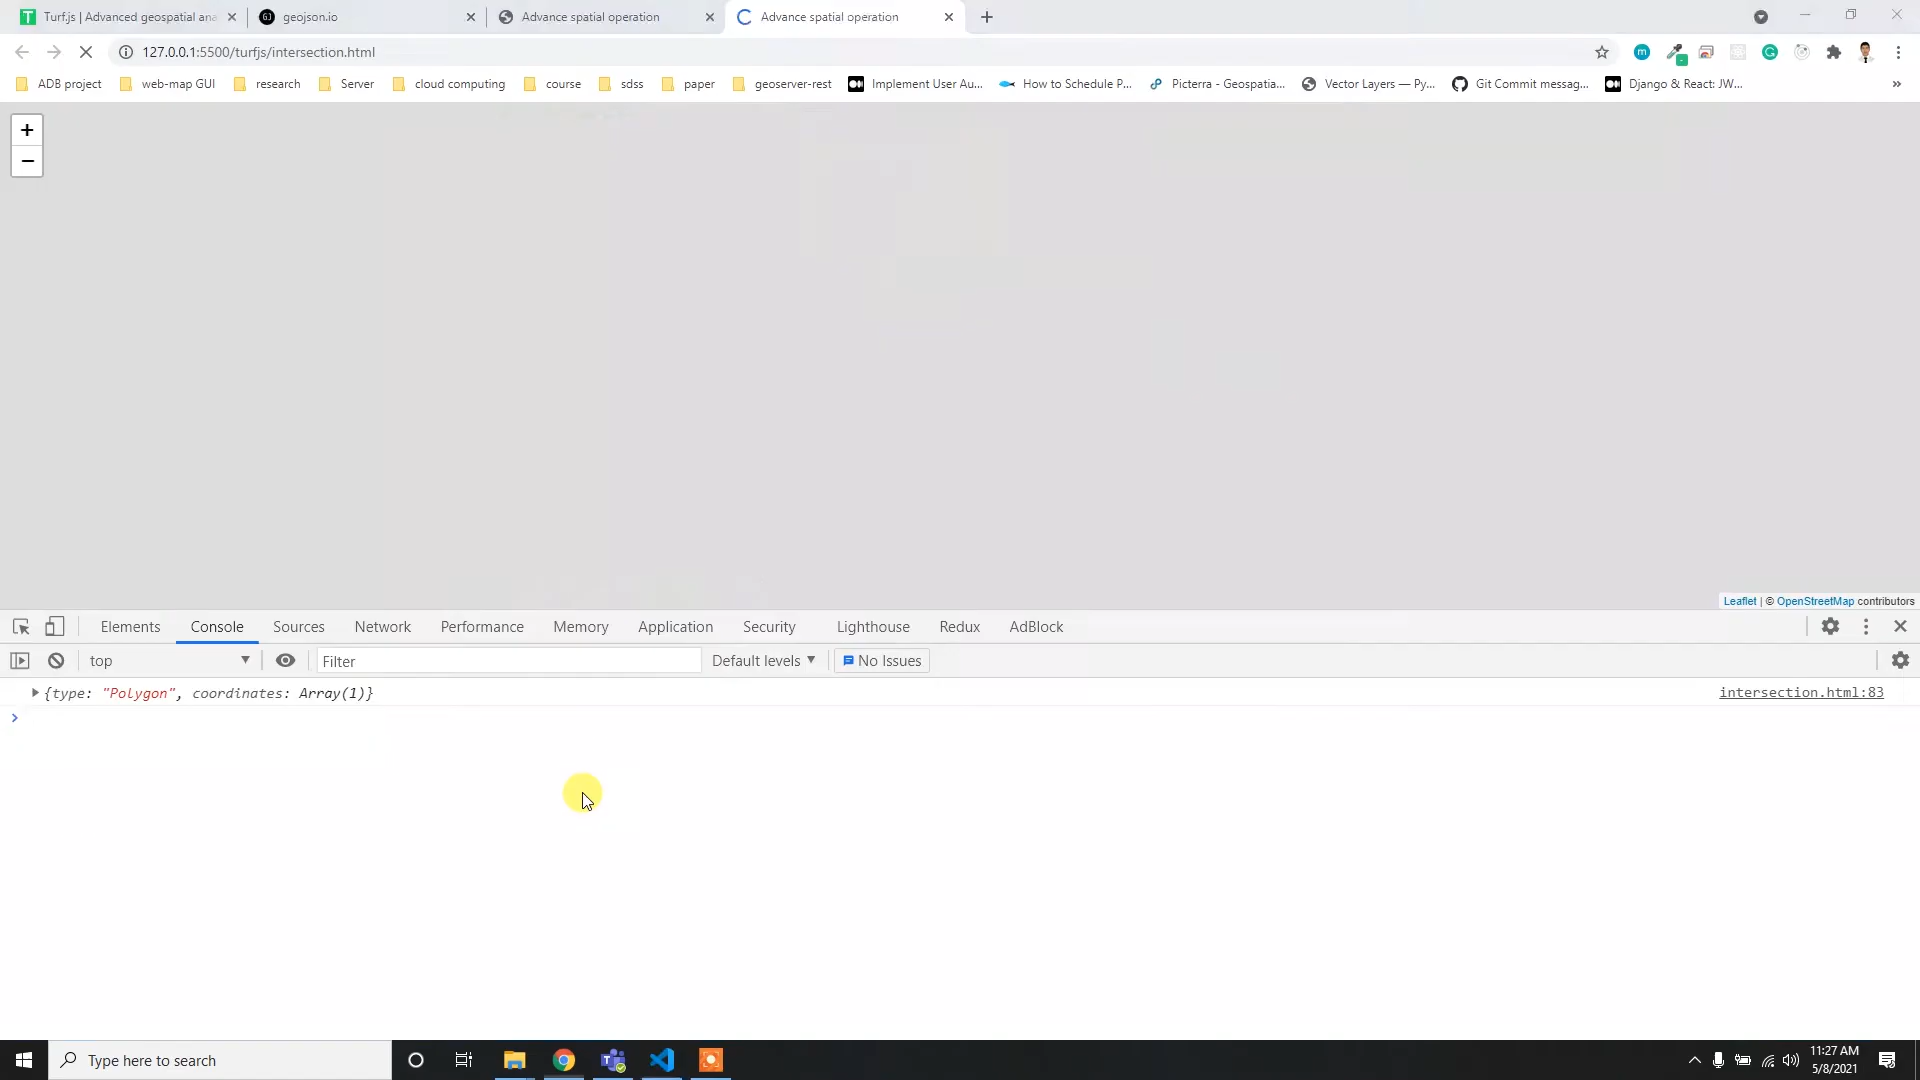 Turf.js | Advanced geospatial ana
geojson.io
Advance spatial operation
Advance spatial operation
127.0.0.1:5500/turfjs/intersection.html
ADB project
web-map GUI
research
Server
cloud computing
course
sdss
paper
geoserver-rest
Implement User Au...
How to Schedule P...
Picterra - Geospatia...
Vector Layers — Py...
Git Commit messag...
Django & React: JW...
»
+
−
Leaflet | © OpenStreetMap contributors
Elements
Console
Sources
Network
Performance
Memory
Application
Security
Lighthouse
Redux
AdBlock
top
Filter
Default levels
No Issues
{type: "Polygon", coordinates: Array(1)}
intersection.html:83
Type here to search
11:27 AM
5/8/2021